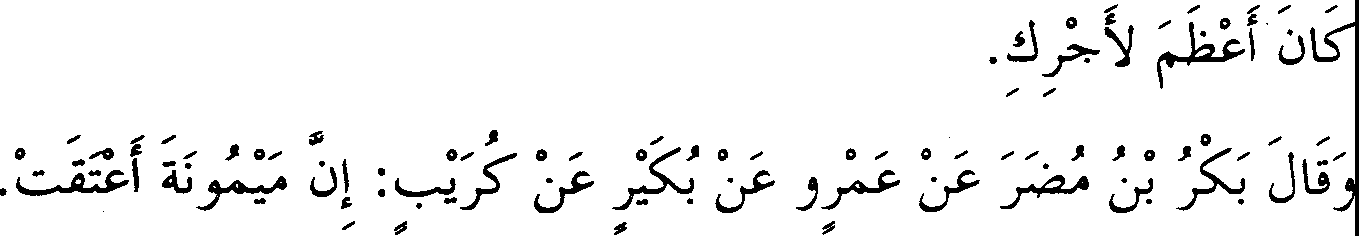 كَانَ أَعْظَمَ لأَجْرِكِ.
وَقَالَ بَكْرُ بْنُ مُضَرَ عَنْ عَمْرٍو عَنْ بُكَيْرٍ عَنْ كُرَيْبٍ: إِنَّ مَيْمُونَةَ أَعْتَقَتْ.